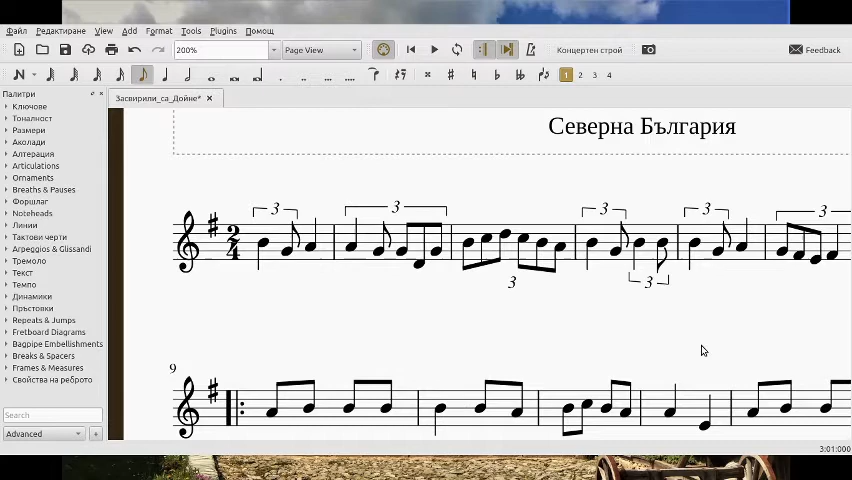 Файл Редактиране View Add Format Tools Plugins Помощ
200% Page View Концертен строй Feedback
1 2 3 4
Палитри
Засвирили_са_Дойне*
Ключове
Тоналност
Размери
Аколади
Алтерация
Articulations
Ornaments
Breaths & Pauses
Форшлаг
Noteheads
Линии
Тактови черти
Arpeggios & Glissandi
Тремоло
Текст
Темпо
Динамики
Пръстовки
Repeats & Jumps
Fretboard Diagrams
Bagpipe Embellishments
Breaks & Spacers
Frames & Measures
Свойства на реброто
Search
Advanced +
Северна България
3 3 3 3 3
2
4
3 3
9
3:01:000